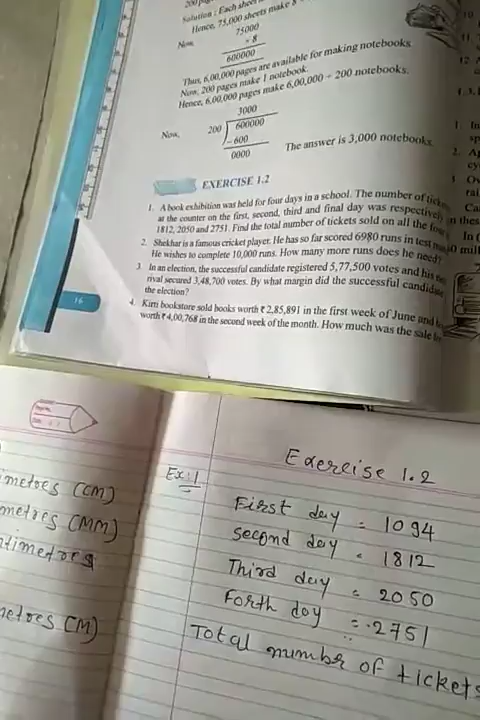 200
Solution : Each sheet
Hence, 75,000 sheets make 8
Now,
75000
× 8
600000
Thus, 6,00,000 pages are available for making notebooks
Now, 200 pages make 1 notebook.
Hence, 6,00,000 pages make 6,00,000 ÷ 200 notebooks.
3000
Now, 200 600000
- 600
0000
The answer is 3,000 notebooks.
EXERCISE 1.2
1. A book exhibition was held for four days in a school. The number of
at the counter on the first, second, third and final day was respectively
1812, 2050 and 2751. Find the total number of tickets sold on all the
2. Shekhar is a famous cricket player. He has so far scored 6980 runs in test
He wishes to complete 10,000 runs. How many more runs does he need?
3. In an election, the successful candidate registered 5,77,500 votes and his
rival secured 3,48,700 votes. By what margin did the successful candidate
the election?
4. Kirti bookstore sold books worth ₹ 2,85,891 in the first week of June and
worth ₹ 4,00,768 in the second week of the month. How much was the sale
16
Exercise 1.2
Ex:1
First day = 1094
Second day = 1812
Third day = 2050
Forth day = 2751
Total number of tickets
imetres (CM)
metres (MM)
ntimetres
metres (M)